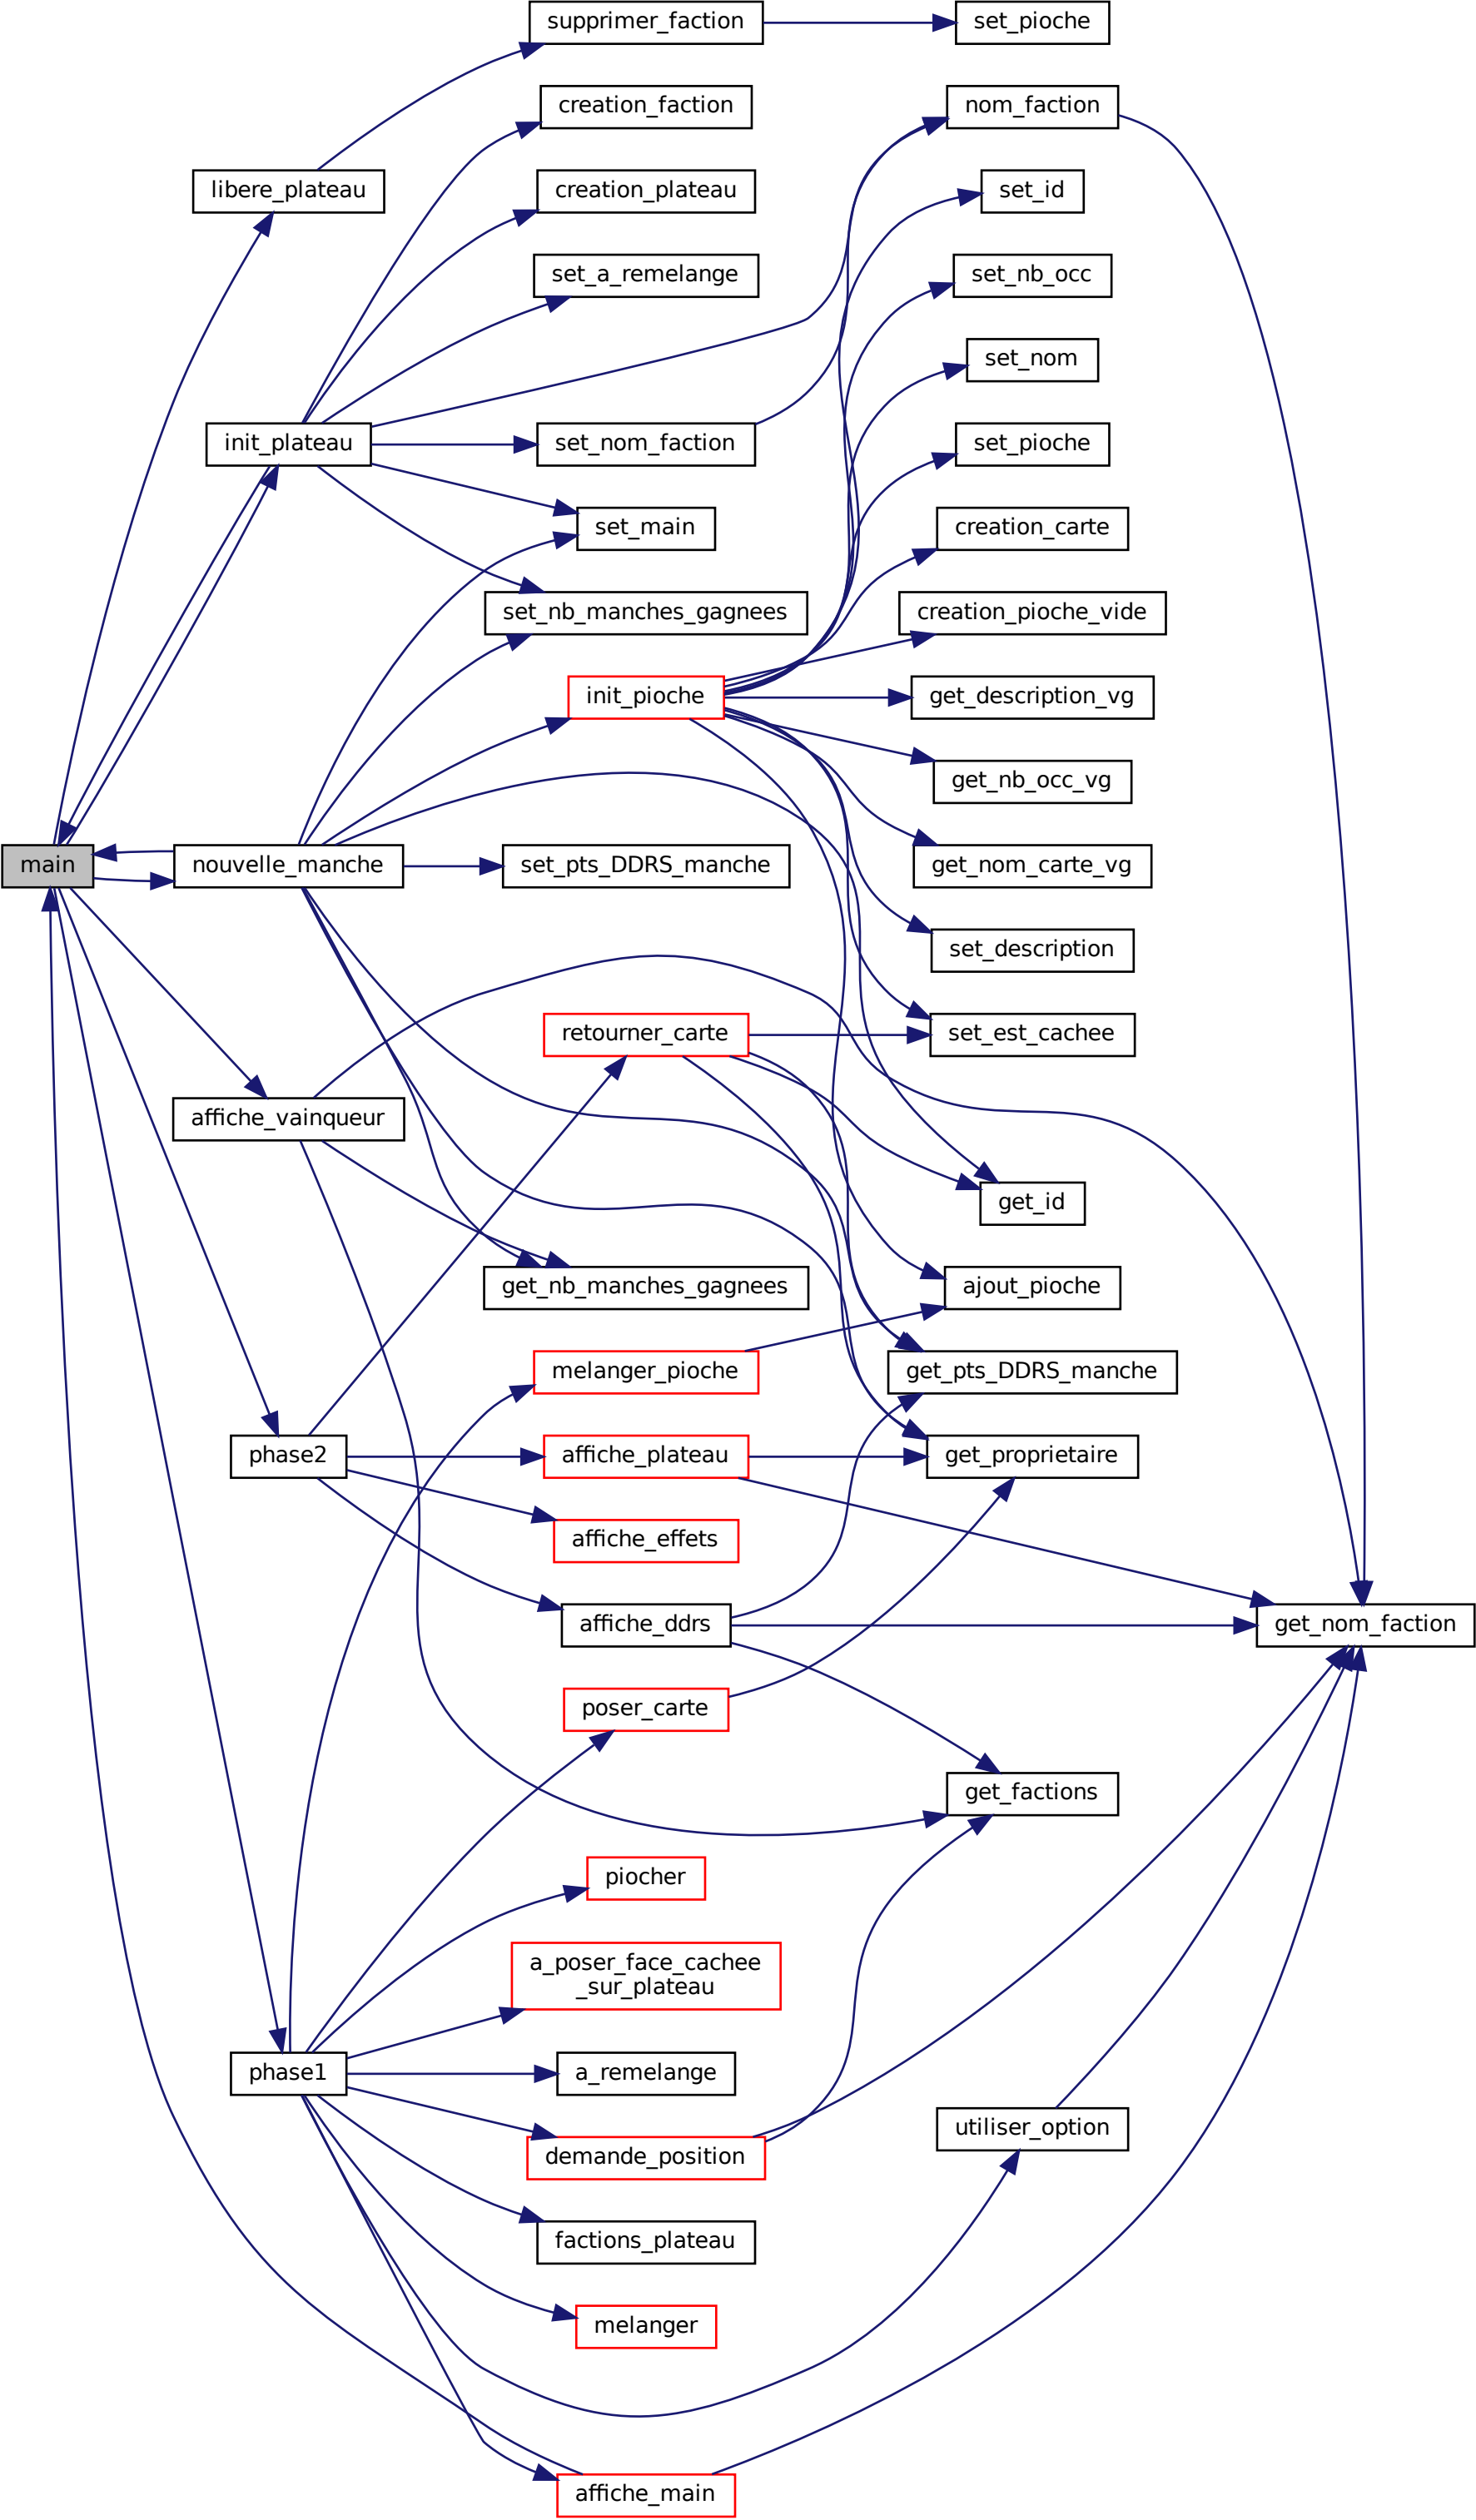 supprimer_faction
set_pioche
creation_faction
nom_faction
libere_plateau
creation_plateau
set_id
set_a_remelange
set_nb_occ
set_nom
init_plateau
set_nom_faction
set_pioche
set_main
creation_carte
set_nb_manches_gagnees
creation_pioche_vide
init_pioche
get_description_vg
get_nb_occ_vg
main
nouvelle_manche
set_pts_DDRS_manche
get_nom_carte_vg
set_description
retourner_carte
set_est_cachee
affiche_vainqueur
get_id
get_nb_manches_gagnees
ajout_pioche
melanger_pioche
get_pts_DDRS_manche
phase2
affiche_plateau
get_proprietaire
affiche_effets
affiche_ddrs
get_nom_faction
poser_carte
get_factions
piocher
a_poser_face_cachee
_sur_plateau
phase1
a_remelange
utiliser_option
demande_position
factions_plateau
melanger
affiche_main